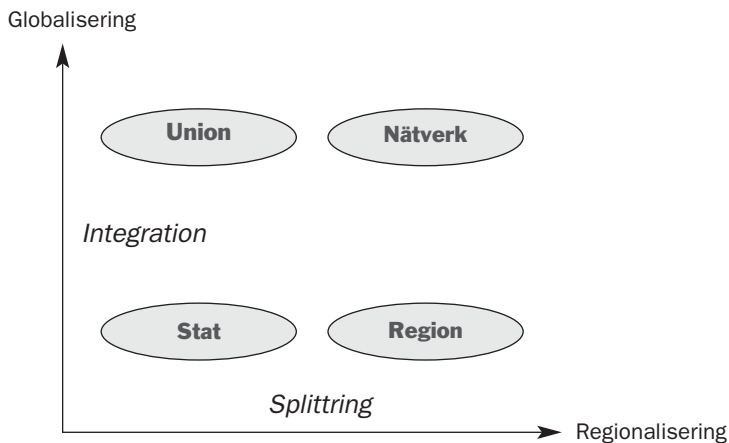 Globalisering
Union
Nätverk
Integration
Stat
Region
Splittring
Regionalisering